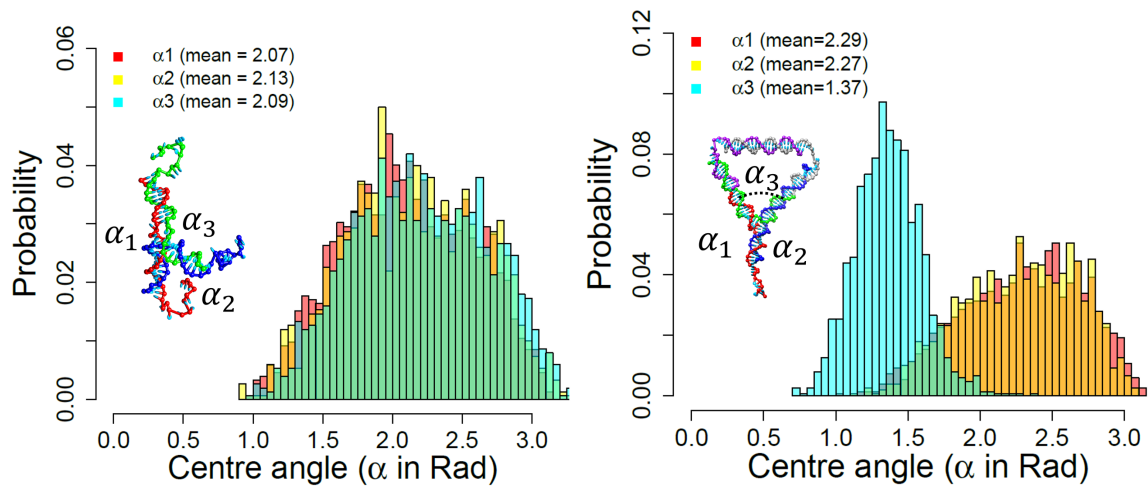 0.06
0.04
0.02
0.00
Probability
α1 (mean = 2.07)
α2 (mean = 2.13)
α3 (mean = 2.09)
α1
α3
α2
0.0 0.5 1.0 1.5 2.0 2.5 3.0
Centre angle (α in Rad)
0.12
0.08
0.04
0.00
Probability
α1 (mean=2.29)
α2 (mean=2.27)
α3 (mean=1.37)
α3
α1
α2
0.0 0.5 1.0 1.5 2.0 2.5 3.0
Centre angle (α in Rad)